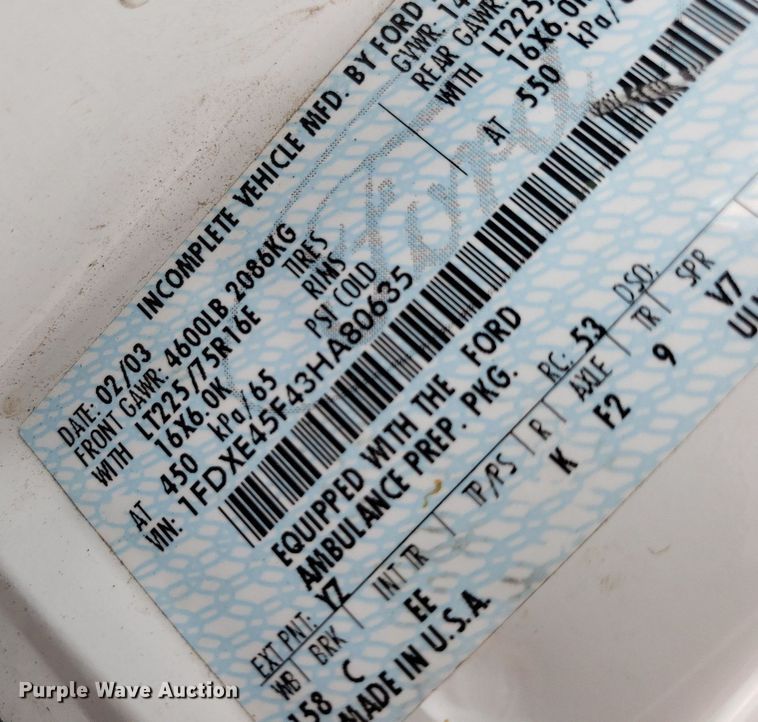 INCOMPLETE VEHICLE MFD. BY FORD
DATE: 02/03 GVWR: 14
FRONT GAWR: 4600LB 2086KG REAR GAWR:
WITH LT225/75R16E TIRES WITH LT225/
16X6.0K RIMS 16X6.0K
AT 450 kPa/65 PSI COLD AT 550 kPa/
VIN: 1FDXE45F43HA80635
Ford
EQUIPPED WITH THE FORD
AMBULANCE PREP. PKG.
EXT PNT: YZ RC: 53 DSO:
WB BRK INT TR TP/PS R AXLE TR SPR
158 C EE K F2 9 V7
MADE IN U.S.A.
Purple Wave Auction